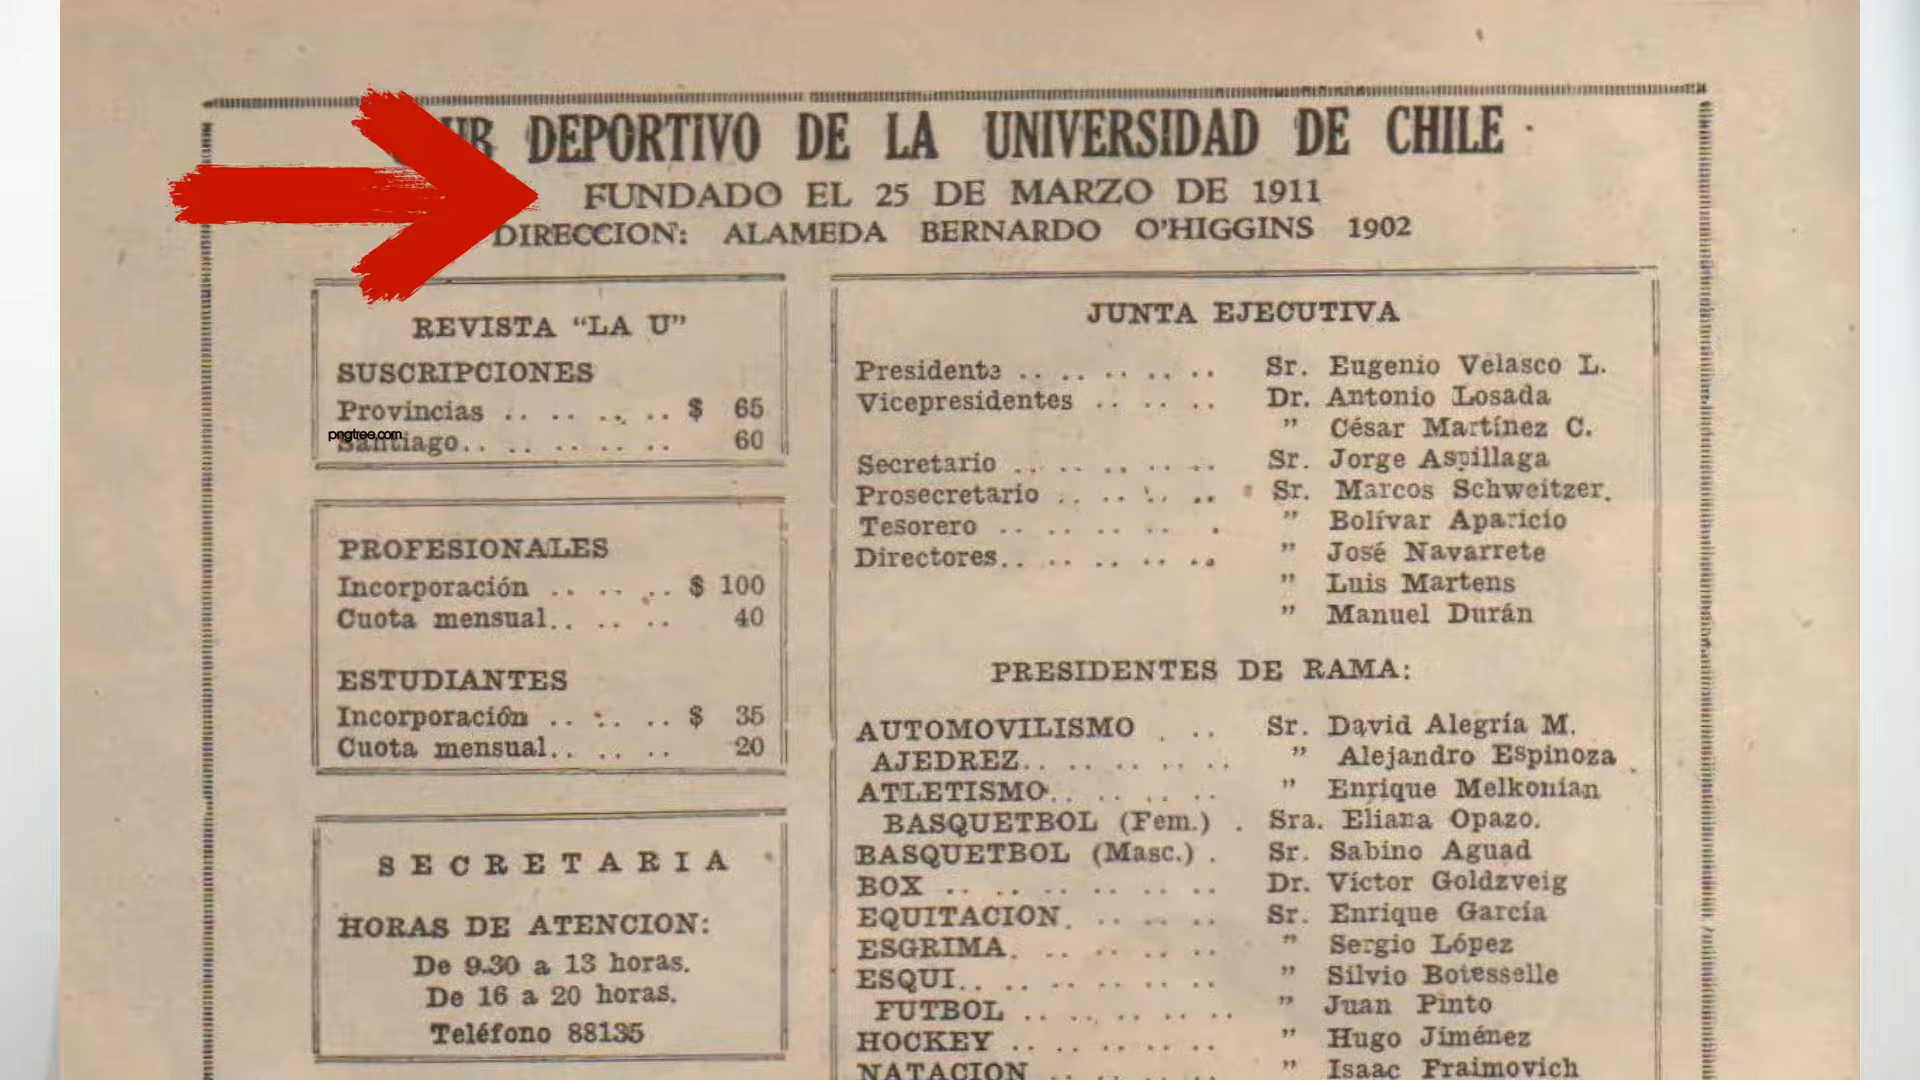 DEPORTIVO DE LA UNIVERSIDAD DE CHILE
FUNDADO EL 25 DE MARZO DE 1911
DIRECCION: ALAMEDA BERNARDO O'HIGGINS 1902
REVISTA "LA U"
SUSCRIPCIONES
Provincias .. .. .. .. $ 65
pngtree.com
Santiago.. .. .. .. .. 60
PROFESIONALES
Incorporación .. .. .. $ 100
Cuota mensual.. .. .. 40
ESTUDIANTES
Incorporación .. .. .. $ 35
Cuota mensual.. .. .. 20
SECRETARIA
HORAS DE ATENCION:
De 9.30 a 13 horas.
De 16 a 20 horas.
Teléfono 88135
JUNTA EJECUTIVA
Presidente .. .. .. .. .. Sr. Eugenio Velasco L.
Vicepresidentes .. .. .. Dr. Antonio Losada
" César Martínez C.
Secretario .. .. .. .. .. Sr. Jorge Aspillaga
Prosecretario .. .. .. .. Sr. Marcos Schweitzer.
Tesorero .. .. .. .. . " Bolívar Aparicio
Directores.. .. .. .. .. " José Navarrete
" Luis Martens
" Manuel Durán
PRESIDENTES DE RAMA:
AUTOMOVILISMO . .. Sr. David Alegría M.
AJEDREZ.. .. .. .. .. " Alejandro Espinoza
ATLETISMO.. .. .. .. " Enrique Melkonian
BASQUETBOL (Fem.) . Sra. Eliana Opazo.
BASQUETBOL (Masc.) . Sr. Sabino Aguad
BOX .. .. .. .. .. .. Dr. Víctor Goldzveig
EQUITACION. .. .. .. Sr. Enrique García
ESGRIMA. .. .. .. .. " Sergio López
ESQUI.. .. .. .. .. .. " Silvio Botesselle
FUTBOL .. .. .. .. .. " Juan Pinto
HOCKEY .. .. .. .. .. " Hugo Jiménez
NATACION .. .. .. .. " Isaac Fraimovich